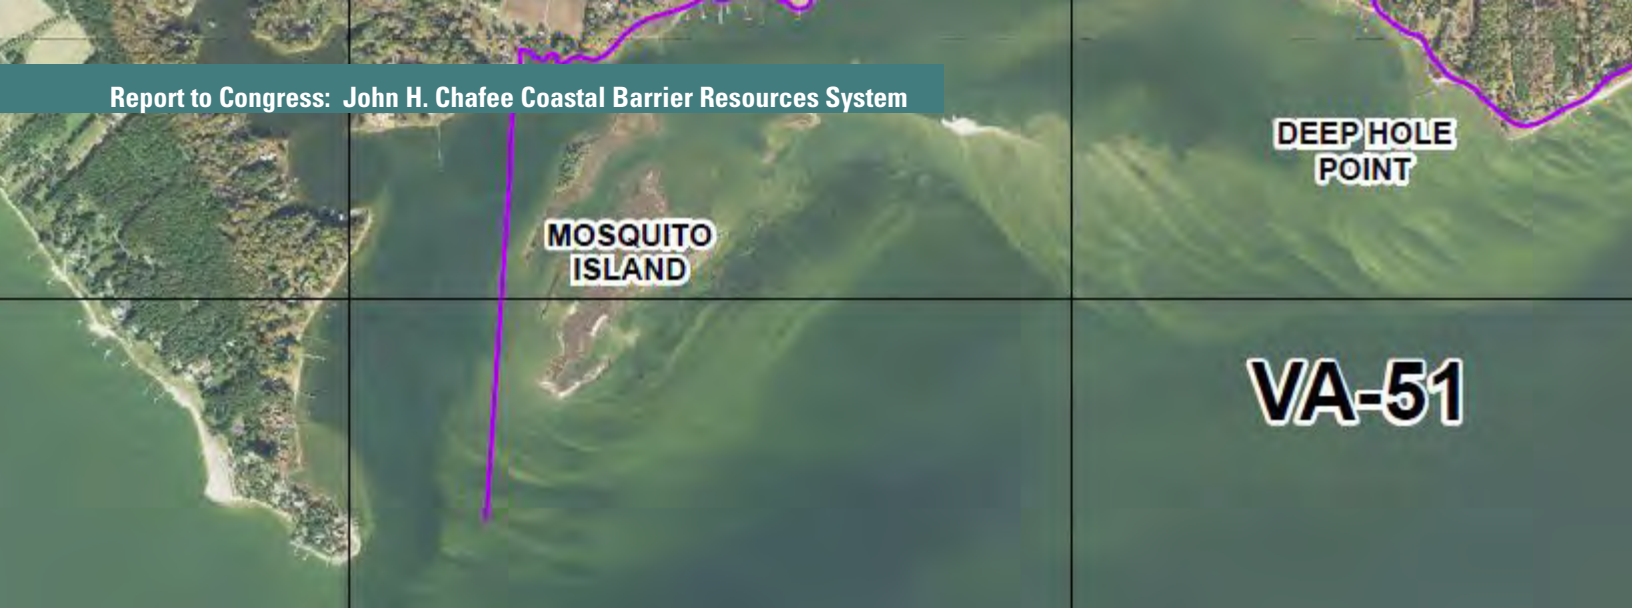 Report to Congress: John H. Chafee Coastal Barrier Resources System
DEEP HOLE
POINT
MOSQUITO
ISLAND
VA-51